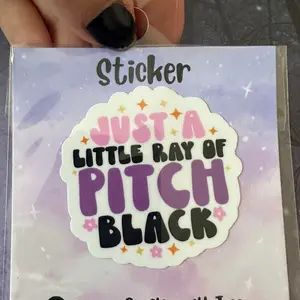 Sticker
JUST A
LITTLE RAY OF
PITCH
BLACK